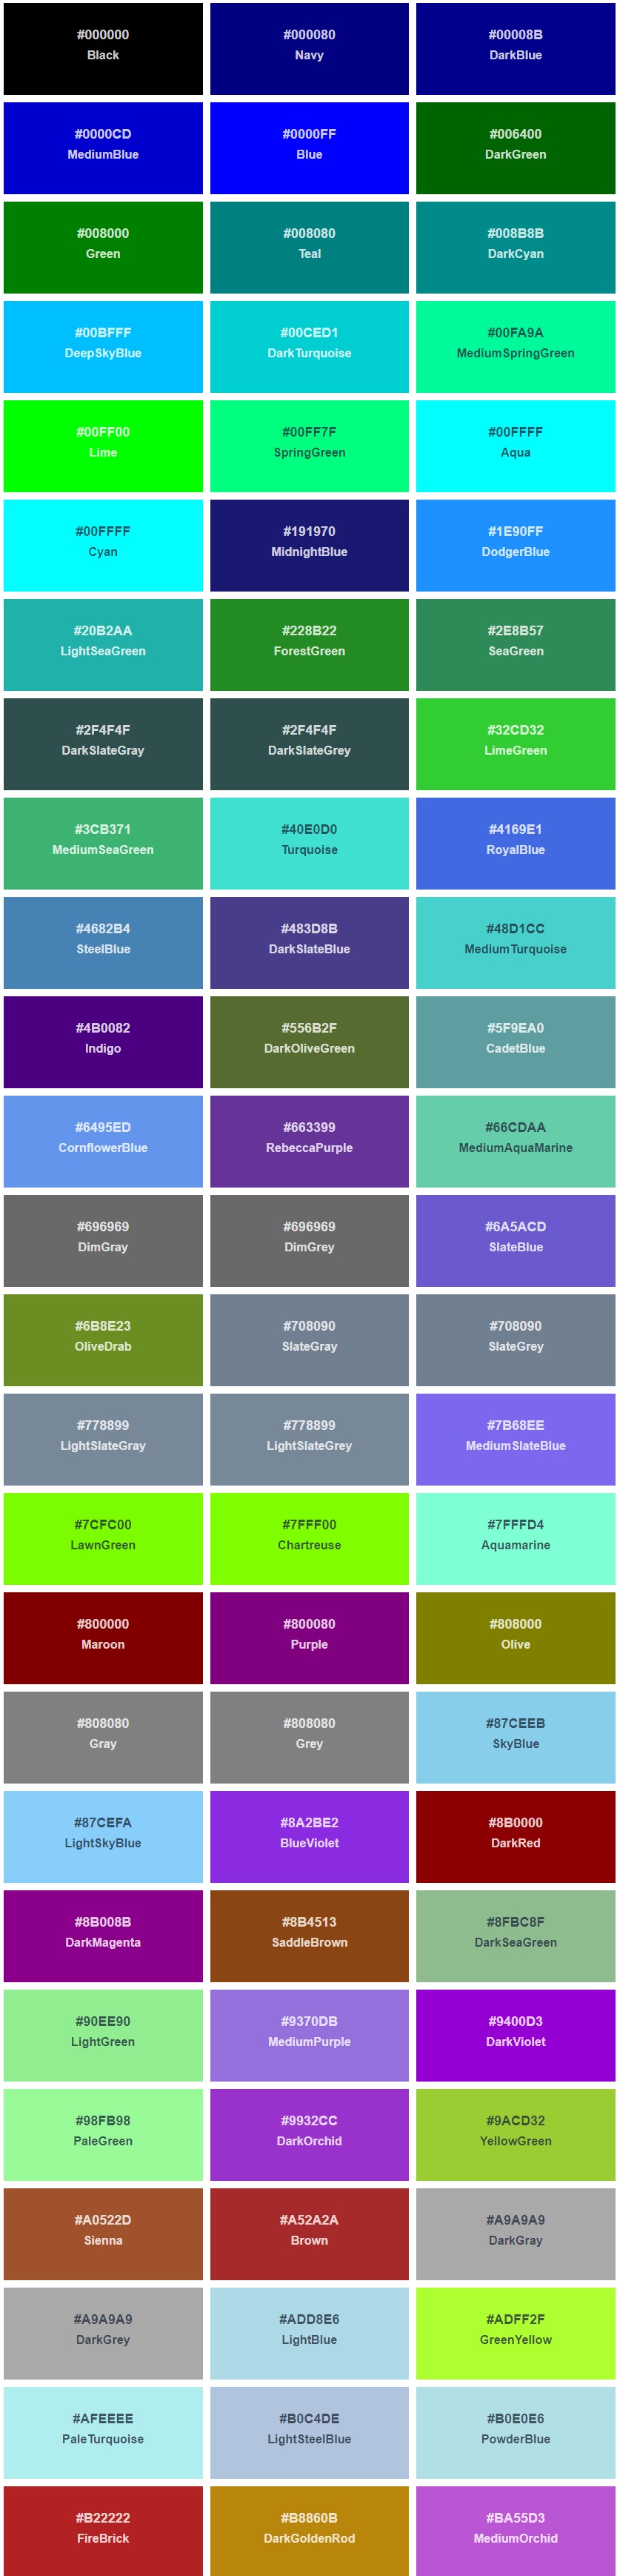 #000000
Black
#000080
Navy
#00008B
DarkBlue
#0000CD
MediumBlue
#0000FF
Blue
#006400
DarkGreen
#008000
Green
#008080
Teal
#008B8B
DarkCyan
#00BFFF
DeepSkyBlue
#00CED1
DarkTurquoise
#00FA9A
MediumSpringGreen
#00FF00
Lime
#00FF7F
SpringGreen
#00FFFF
Aqua
#00FFFF
Cyan
#191970
MidnightBlue
#1E90FF
DodgerBlue
#20B2AA
LightSeaGreen
#228B22
ForestGreen
#2E8B57
SeaGreen
#2F4F4F
DarkSlateGray
#2F4F4F
DarkSlateGrey
#32CD32
LimeGreen
#3CB371
MediumSeaGreen
#40E0D0
Turquoise
#4169E1
RoyalBlue
#4682B4
SteelBlue
#483D8B
DarkSlateBlue
#48D1CC
MediumTurquoise
#4B0082
Indigo
#556B2F
DarkOliveGreen
#5F9EA0
CadetBlue
#6495ED
CornflowerBlue
#663399
RebeccaPurple
#66CDAA
MediumAquaMarine
#696969
DimGray
#696969
DimGrey
#6A5ACD
SlateBlue
#6B8E23
OliveDrab
#708090
SlateGray
#708090
SlateGrey
#778899
LightSlateGray
#778899
LightSlateGrey
#7B68EE
MediumSlateBlue
#7CFC00
LawnGreen
#7FFF00
Chartreuse
#7FFFD4
Aquamarine
#800000
Maroon
#800080
Purple
#808000
Olive
#808080
Gray
#808080
Grey
#87CEEB
SkyBlue
#87CEFA
LightSkyBlue
#8A2BE2
BlueViolet
#8B0000
DarkRed
#8B008B
DarkMagenta
#8B4513
SaddleBrown
#8FBC8F
DarkSeaGreen
#90EE90
LightGreen
#9370DB
MediumPurple
#9400D3
DarkViolet
#98FB98
PaleGreen
#9932CC
DarkOrchid
#9ACD32
YellowGreen
#A0522D
Sienna
#A52A2A
Brown
#A9A9A9
DarkGray
#A9A9A9
DarkGrey
#ADD8E6
LightBlue
#ADFF2F
GreenYellow
#AFEEEE
PaleTurquoise
#B0C4DE
LightSteelBlue
#B0E0E6
PowderBlue
#B22222
FireBrick
#B8860B
DarkGoldenRod
#BA55D3
MediumOrchid